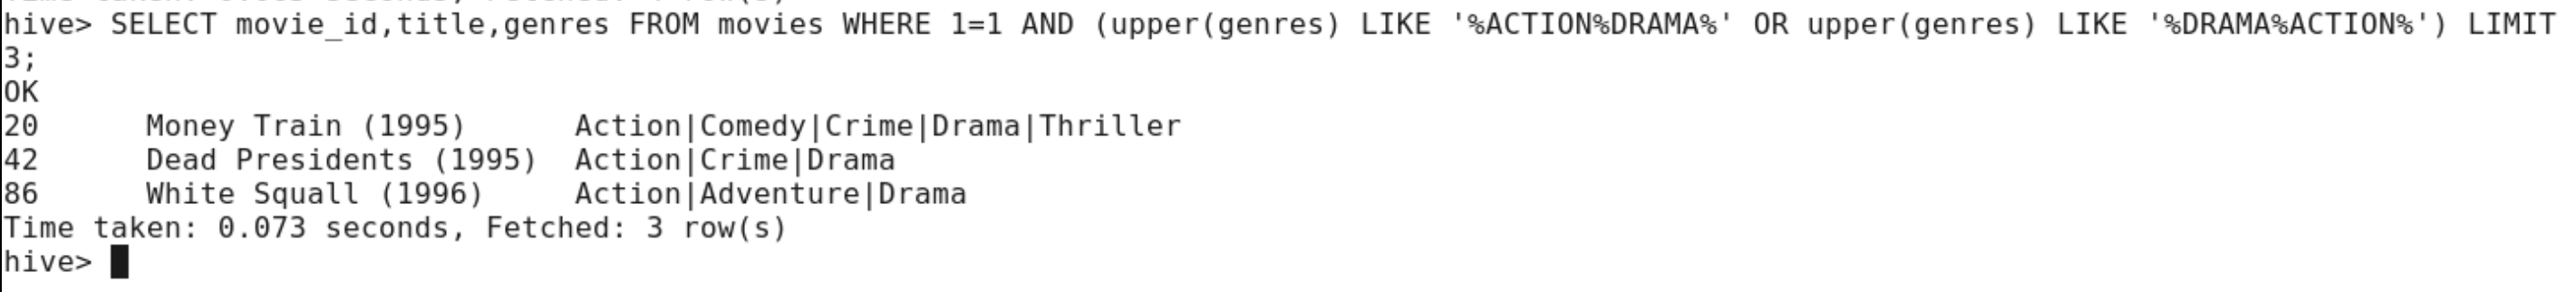 hive> SELECT movie_id,title,genres FROM movies WHERE 1=1 AND (upper(genres) LIKE '%ACTION%DRAMA%' OR upper(genres) LIKE '%DRAMA%ACTION%') LIMIT
3;
OK
20 Money Train (1995) Action|Comedy|Crime|Drama|Thriller
42 Dead Presidents (1995) Action|Crime|Drama
86 White Squall (1996) Action|Adventure|Drama
Time taken: 0.073 seconds, Fetched: 3 row(s)
hive>